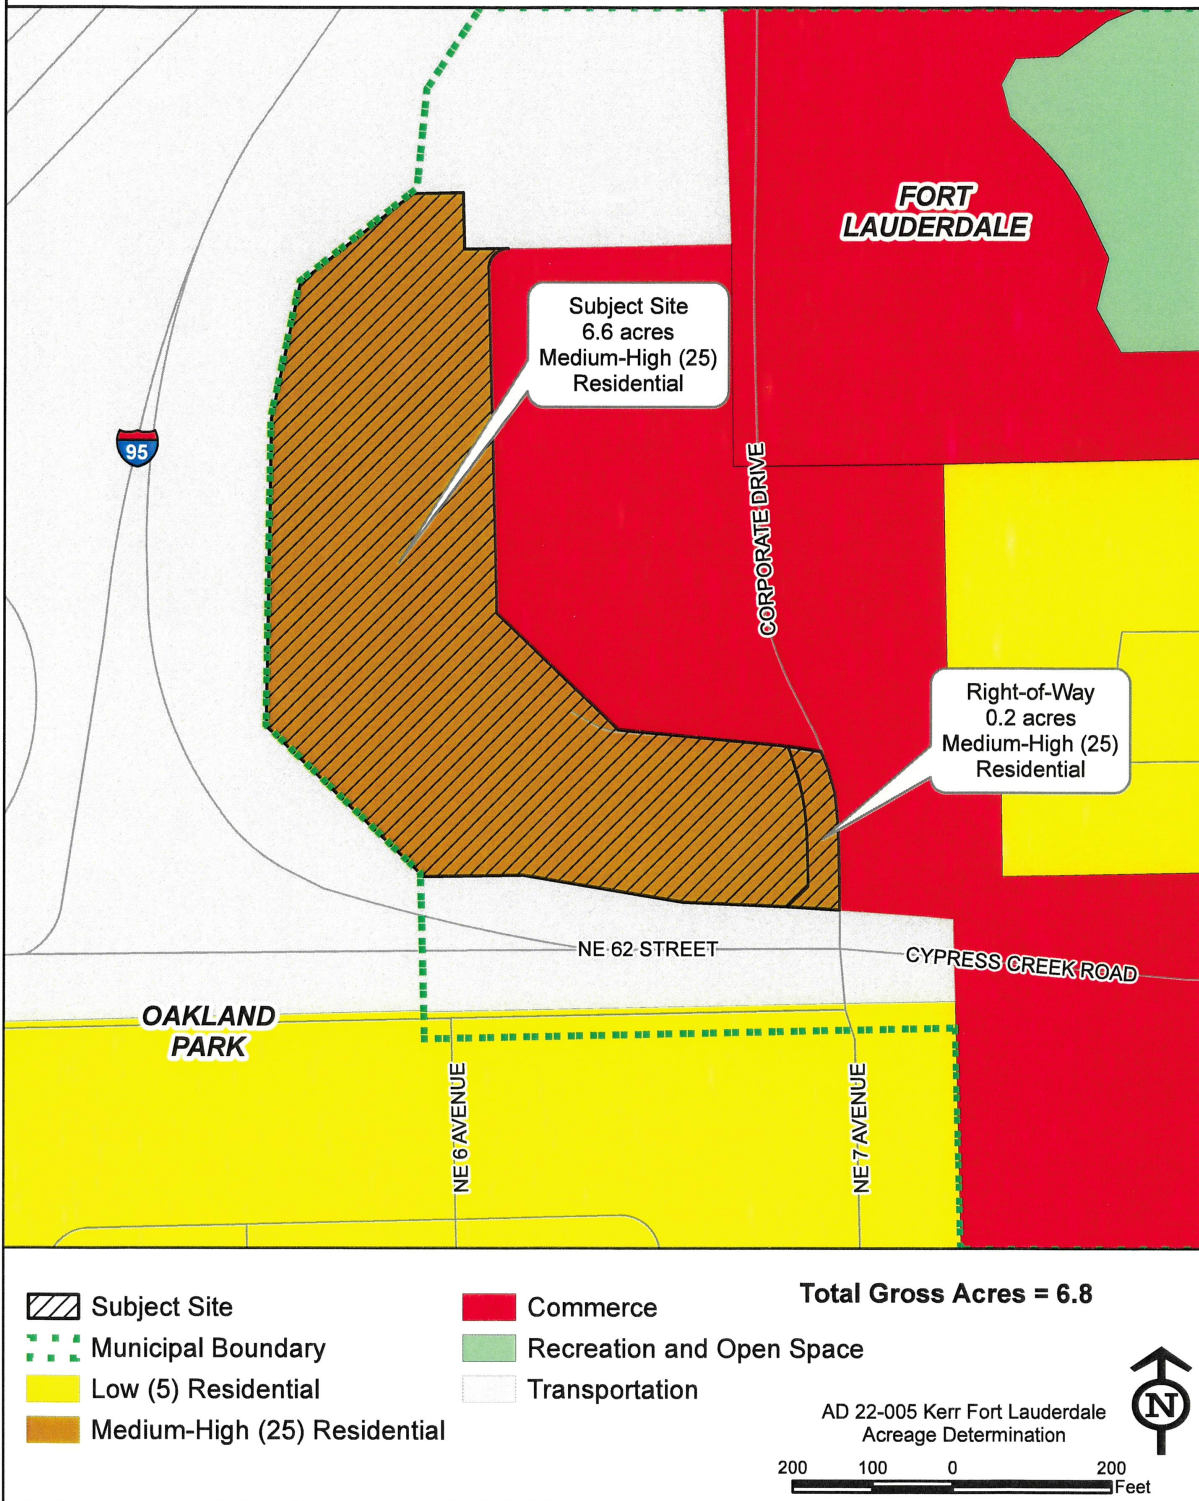 FORT
LAUDERDALE
Subject Site
6.6 acres
Medium-High (25)
Residential
95
CORPORATE DRIVE
Right-of-Way
0.2 acres
Medium-High (25)
Residential
NE 62 STREET
CYPRESS CREEK ROAD
OAKLAND
PARK
NE 6 AVENUE
NE 7 AVENUE
Subject Site
Municipal Boundary
Low (5) Residential
Medium-High (25) Residential
Commerce
Recreation and Open Space
Transportation
Total Gross Acres = 6.8
N
AD 22-005 Kerr Fort Lauderdale
Acreage Determination
200 100 0 200
Feet